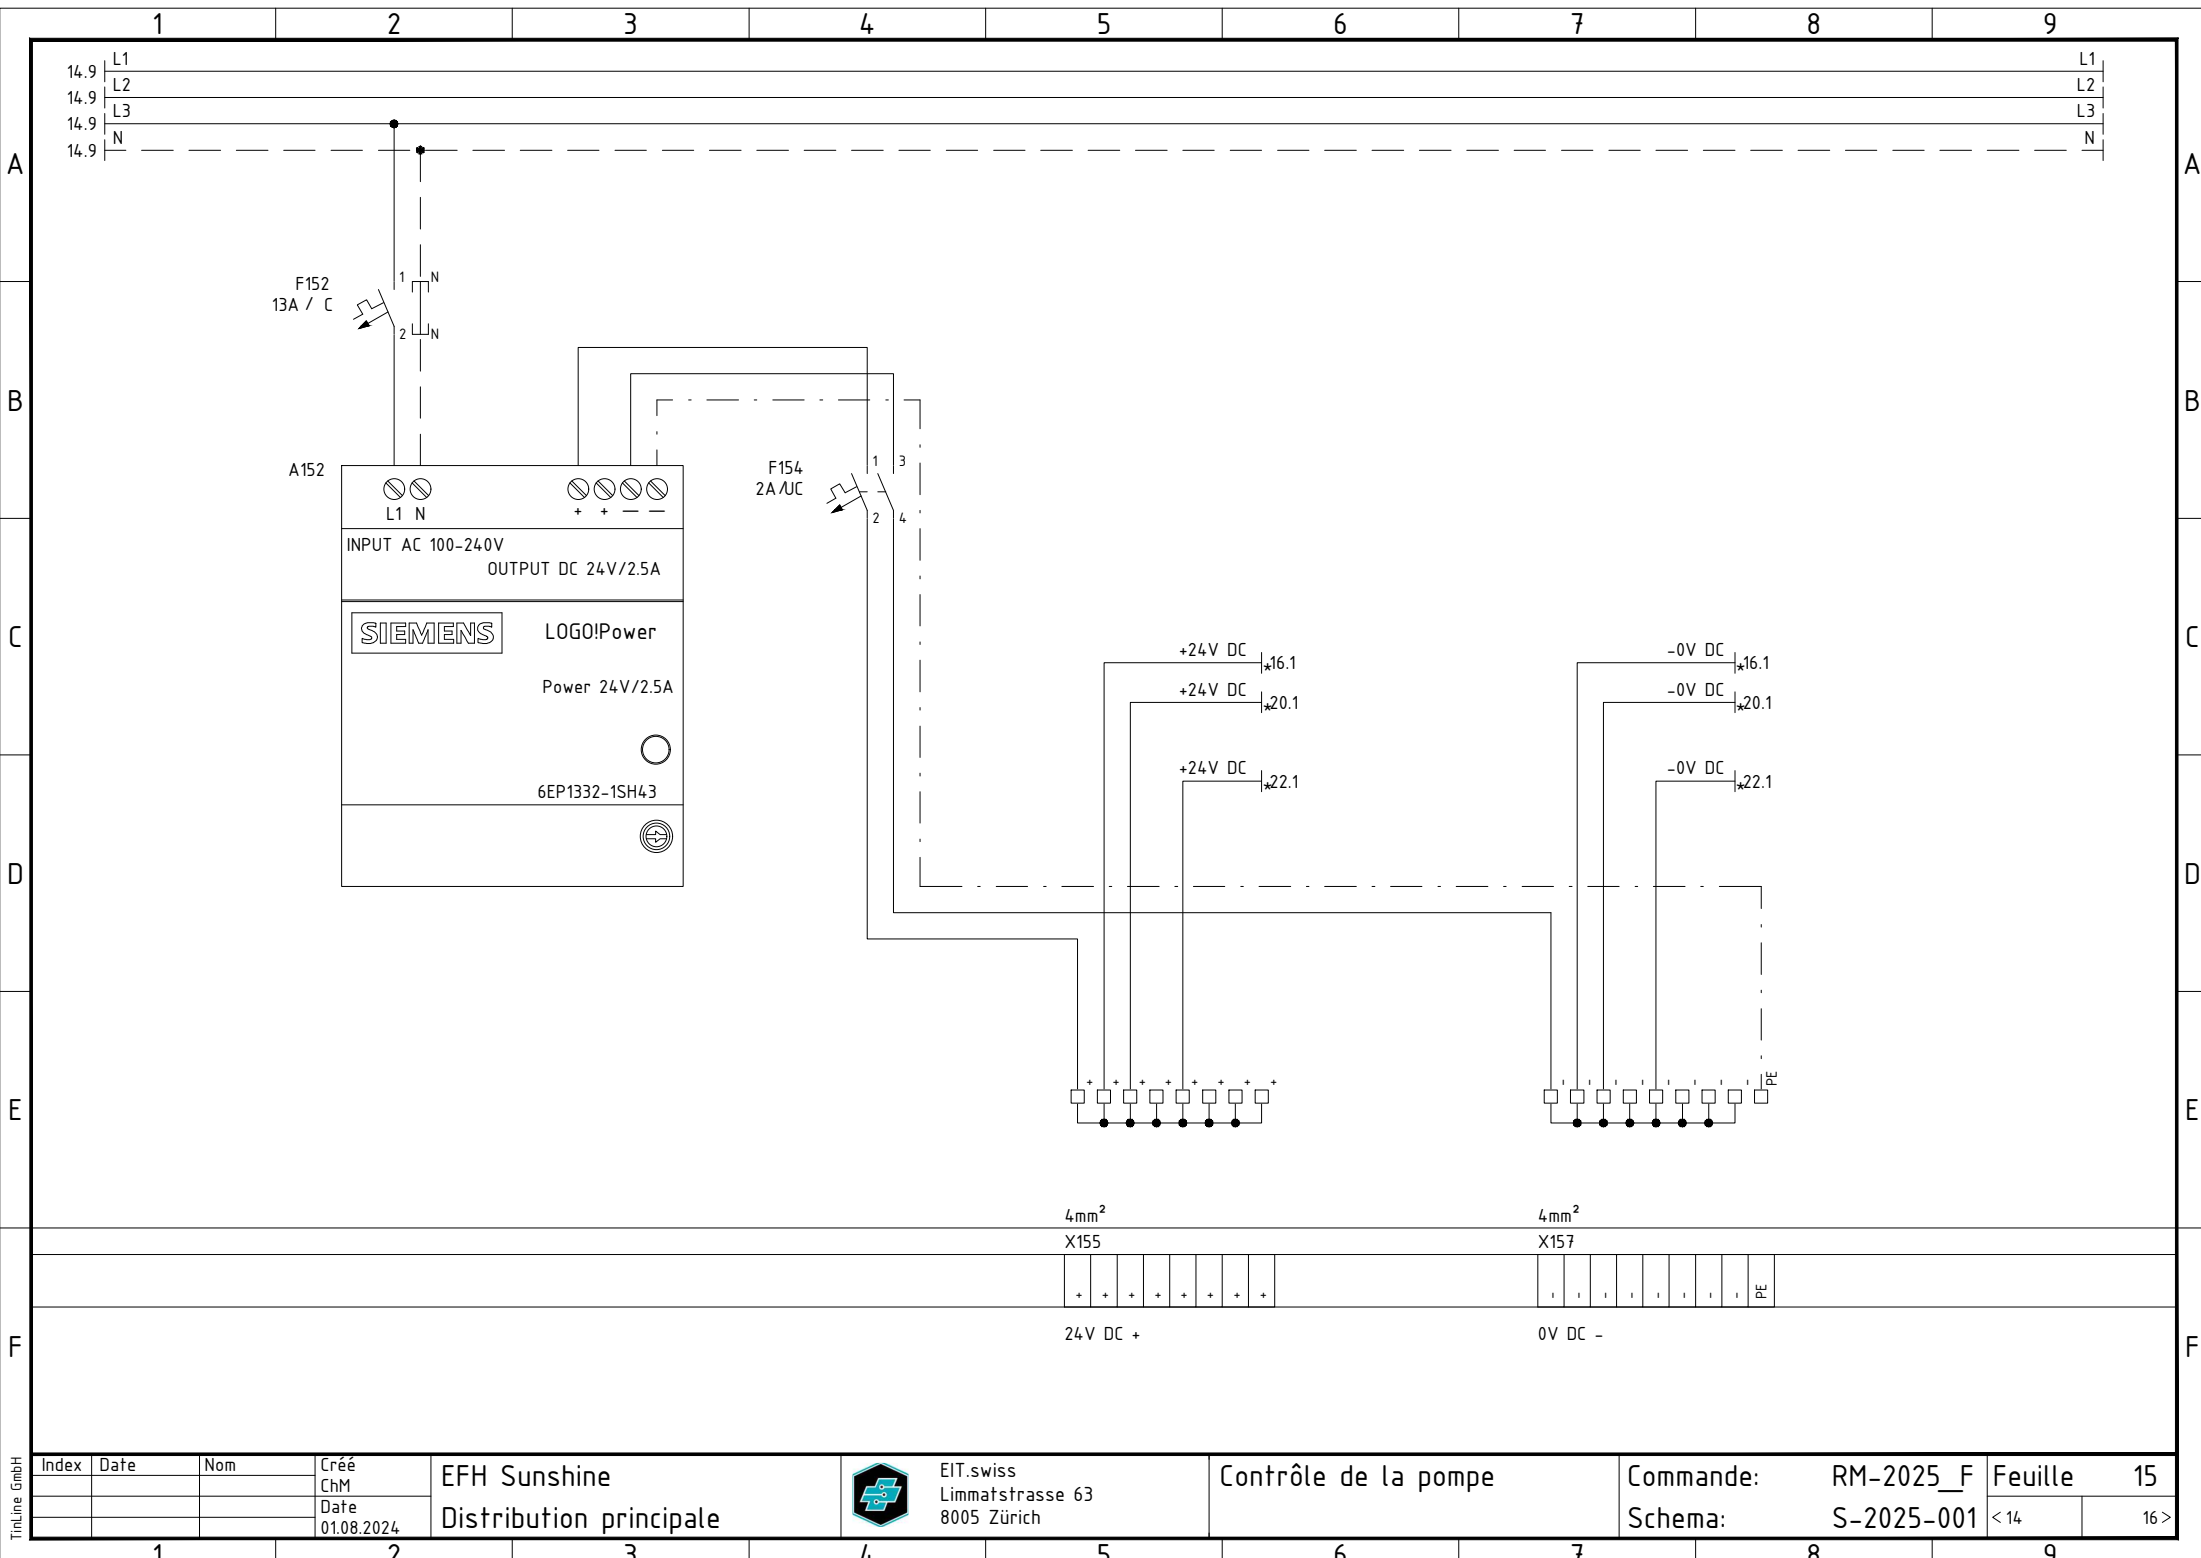 1 2 3 4 5 6 7 8 9
14.9 L1 L1
14.9 L2 L2
14.9 L3 L3
14.9 N N
A A
F152 1 N
13A / C
2 N
B B
A152
F154 1 3
2A/UC
L1 N + + — —
2 4
INPUT AC 100-240V
OUTPUT DC 24V/2.5A
SIEMENS LOGO!Power
C C
+24V DC *16.1 -0V DC *16.1
Power 24V/2.5A
+24V DC *20.1 -0V DC *20.1
+24V DC *22.1 -0V DC *22.1
6EP1332-1SH43
D D
+ + + + + + + + - - - - - - - - PE
E E
4mm² 4mm²
X155 X157
+ + + + + + + + - - - - - - - - PE
24V DC + 0V DC -
F F
TinLine GmbH
Index Date Nom Créé
ChM
Date
01.08.2024
EFH Sunshine
Distribution principale
EIT.swiss
Limmatstrasse 63
8005 Zürich
Contrôle de la pompe
Commande: RM-2025__F
Schema: S-2025-001
Feuille 15
<14 16>
1 2 3 4 5 6 7 8 9